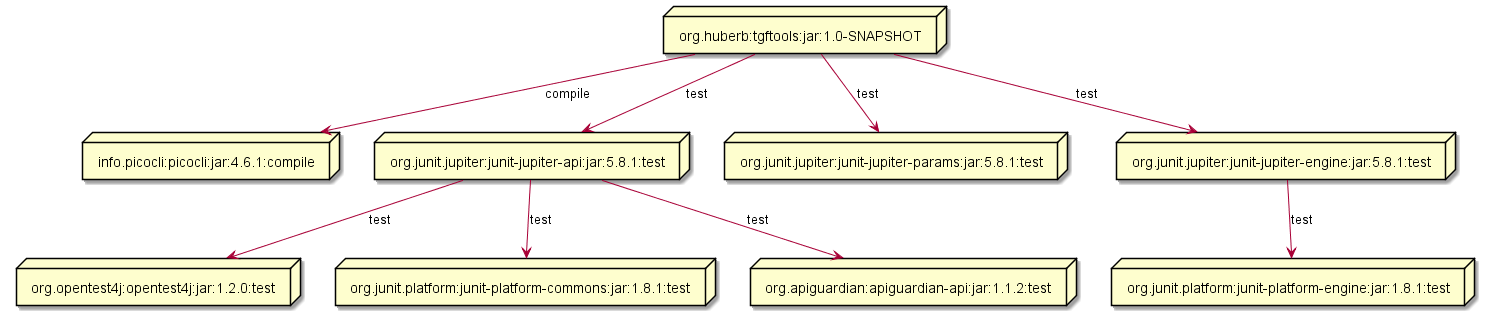 org.huberb:tgftools:jar:1.0-SNAPSHOT
compile
test
test
test
info.picocli:picocli:jar:4.6.1:compile
org.junit.jupiter:junit-jupiter-api:jar:5.8.1:test
org.junit.jupiter:junit-jupiter-params:jar:5.8.1:test
org.junit.jupiter:junit-jupiter-engine:jar:5.8.1:test
test
test
test
test
org.opentest4j:opentest4j:jar:1.2.0:test
org.junit.platform:junit-platform-commons:jar:1.8.1:test
org.apiguardian:apiguardian-api:jar:1.1.2:test
org.junit.platform:junit-platform-engine:jar:1.8.1:test